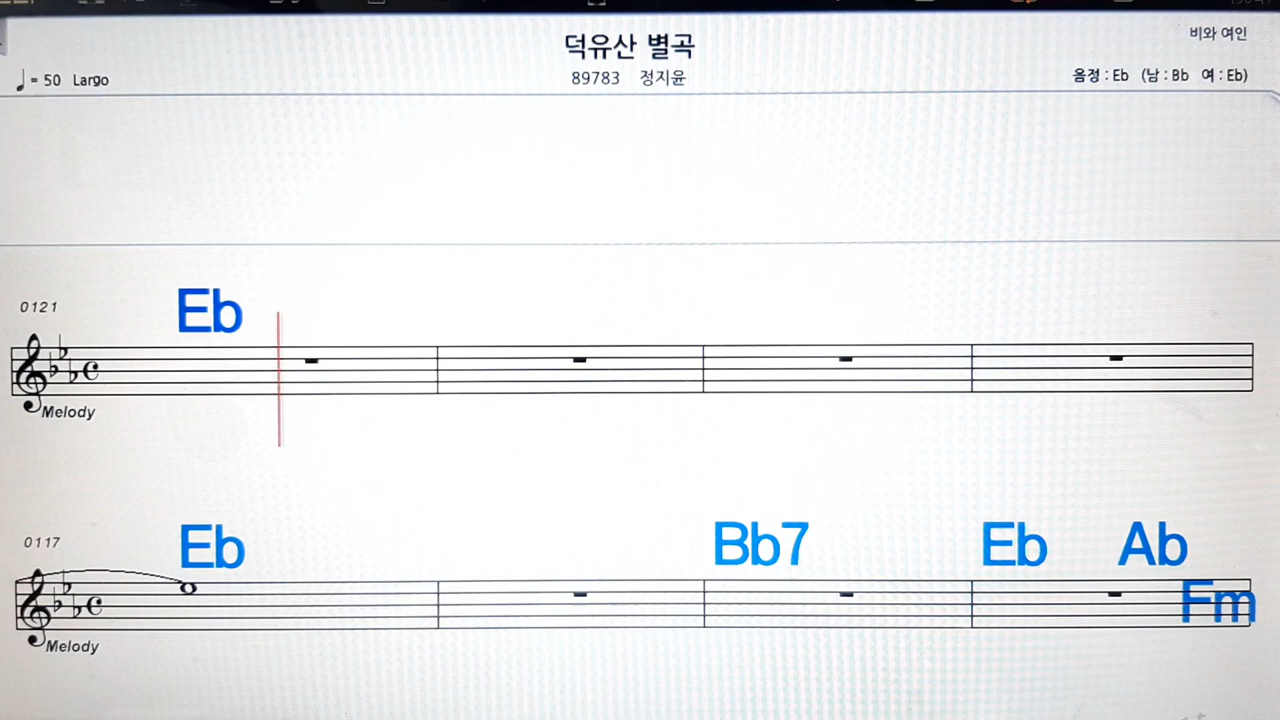 덕유산 별곡
비와 여인
♩ = 50 Largo
89783 정지윤
음정 : Eb (남 : Bb 여 : Eb)
0121
Eb
Melody
0117
Eb Bb7 Eb Ab
Fm
Melody